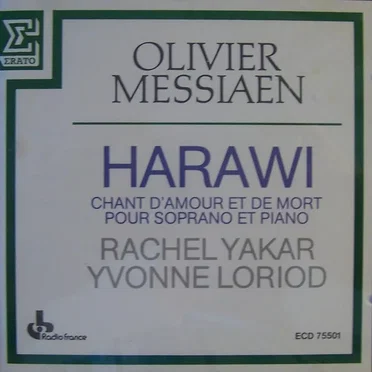 ERATO
OLIVIER
MESSIAEN
HARAWI
CHANT D'AMOUR ET DE MORT
POUR SOPRANO ET PIANO
RACHEL YAKAR
YVONNE LORIOD
Radio france
ECD 75501